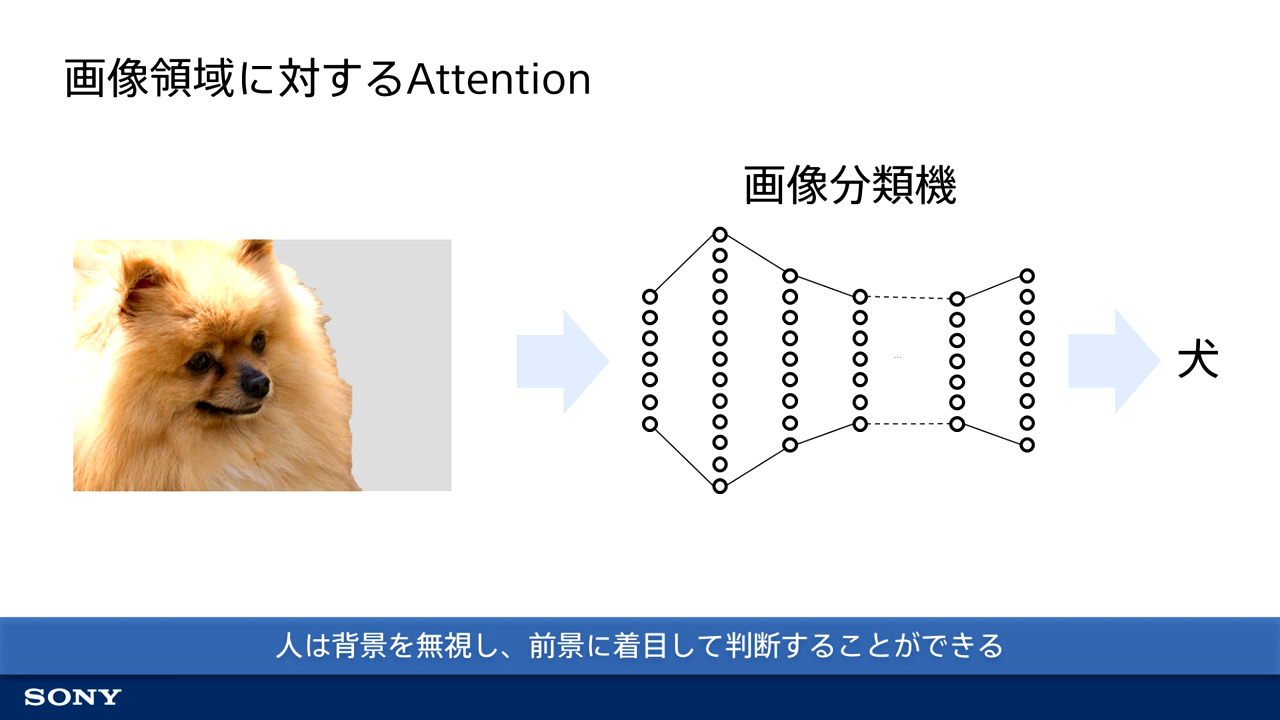 画像領域に対するAttention
画像分類機
...
犬
人は背景を無視し、前景に着目して判断することができる
SONY